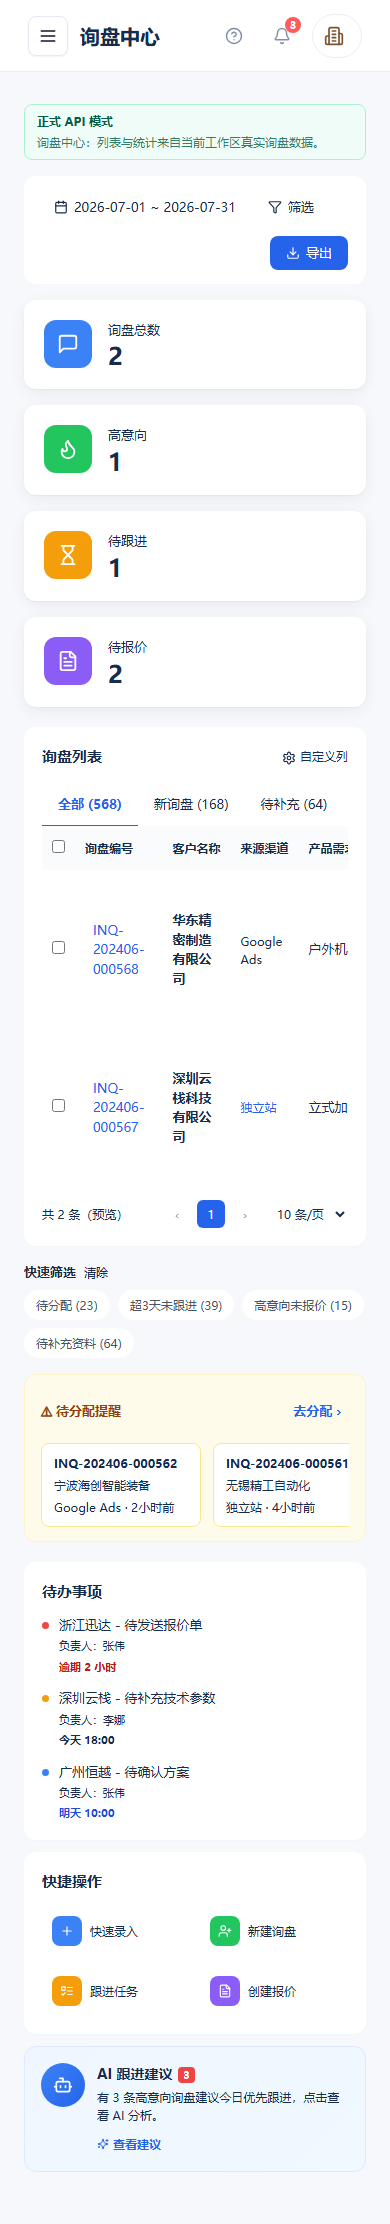 询盘中心
3
正式 API 模式
询盘中心：列表与统计来自当前工作区真实询盘数据。
2026-07-01 ~ 2026-07-31 筛选
导出
询盘总数
2
高意向
1
待跟进
1
待报价
2
询盘列表 自定义列
全部 (568) 新询盘 (168) 待补充 (64)
询盘编号 客户名称 来源渠道 产品需
INQ-
202406-
000568
华东精
密制造
有限公
司
Google
Ads
户外机
INQ-
202406-
000567
深圳云
栈科技
有限公
司
独立站
立式加
共 2 条（预览） ‹ 1 › 10 条/页
快速筛选 清除
待分配 (23) 超3天未跟进 (39) 高意向未报价 (15)
待补充资料 (64)
待分配提醒 去分配 ›
INQ-202406-000562
宁波海创智能装备
Google Ads · 2小时前
INQ-202406-000561
无锡精工自动化
独立站 · 4小时前
待办事项
浙江迅达 - 待发送报价单
负责人：张伟
逾期 2 小时
深圳云栈 - 待补充技术参数
负责人：李娜
今天 18:00
广州恒越 - 待确认方案
负责人：张伟
明天 10:00
快捷操作
快速录入 新建询盘
跟进任务 创建报价
AI 跟进建议 3
有 3 条高意向询盘建议今日优先跟进，点击查
看 AI 分析。
查看建议